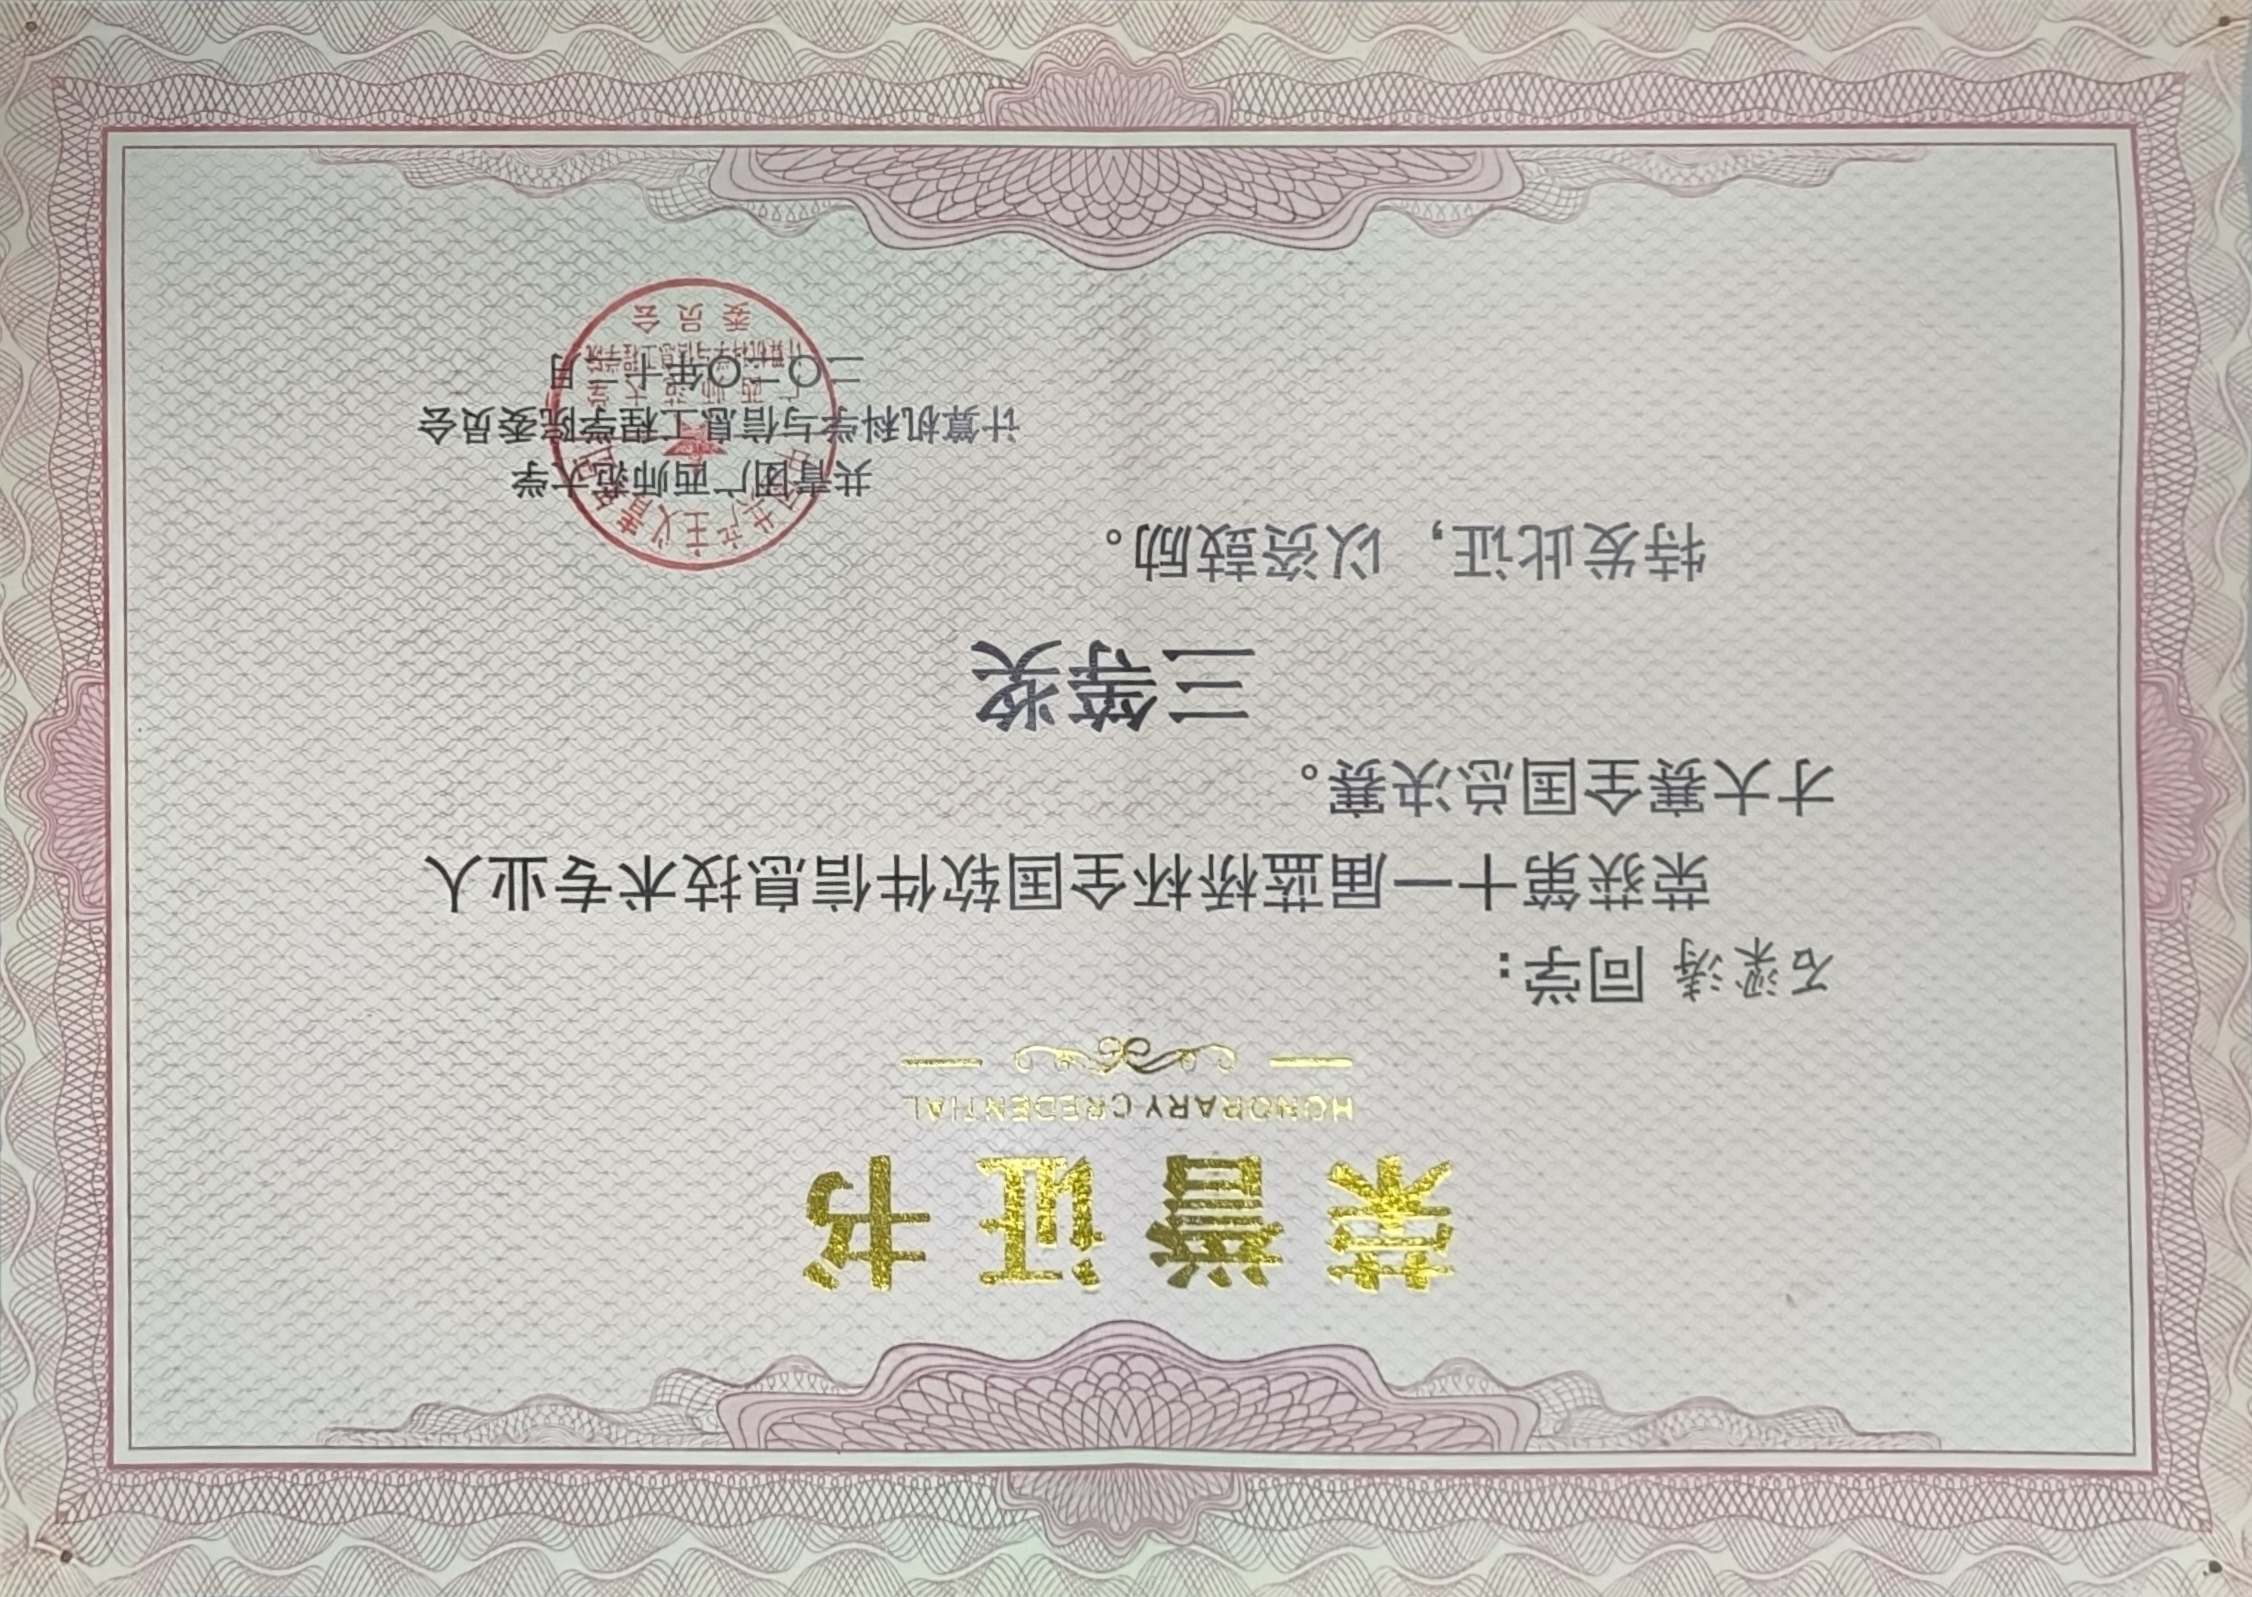 荣誉证书
HONORARY CREDENTIAL
石梁涛 同学：
荣获第十一届蓝桥杯全国软件信息技术专业人
才大赛全国总决赛。
三等奖
特发此证，以资鼓励。
共青团广西师范大学
计算机科学与信息工程学院委员会
二〇二〇年十二月
中国共产主义青年团
广西师范大学
计算机科学与信息工程学院
委员会